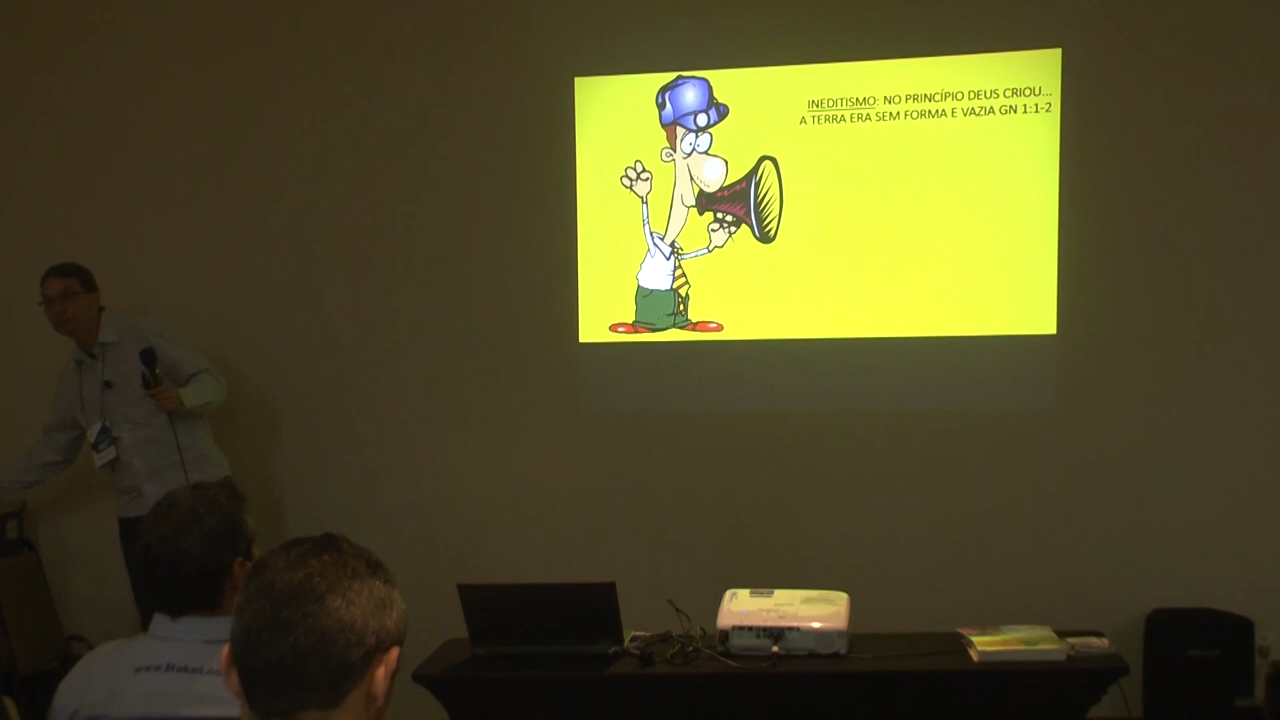 INEDITISMO: NO PRINCÍPIO DEUS CRIOU...
A TERRA ERA SEM FORMA E VAZIA GN 1:1-2